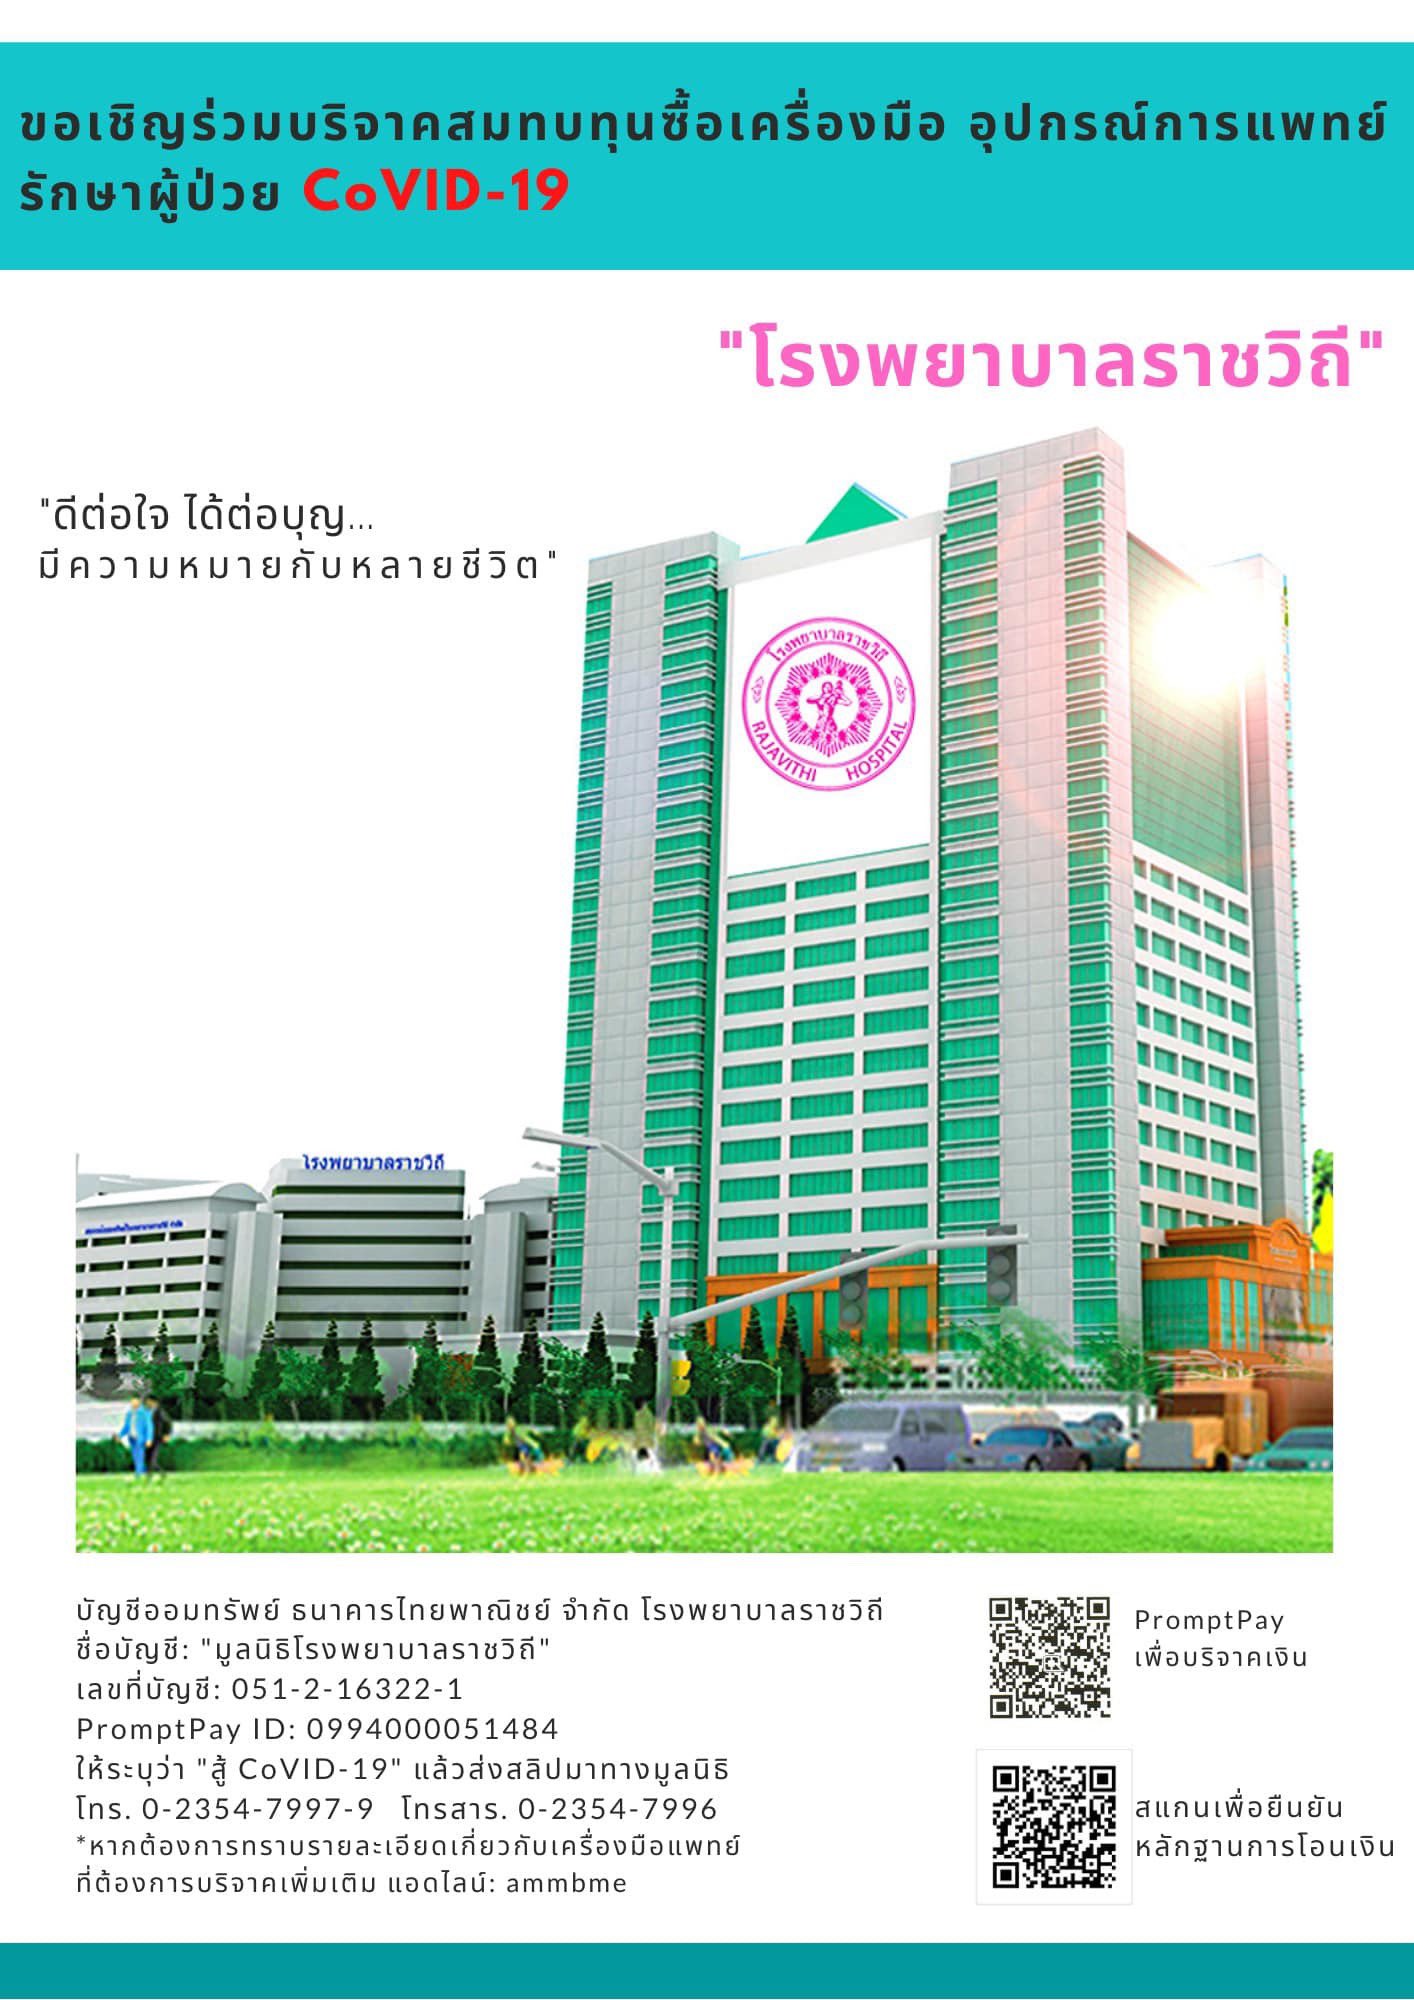 ขอเชิญร่วมบริจาคสมทบทุนซื้อเครื่องมือ อุปกรณ์การแพทย์
รักษาผู้ป่วย CoVID-19
"โรงพยาบาลราชวิถี"
"ดีต่อใจ ได้ต่อบุญ...
มีความหมายกับหลายชีวิต"
โรงพยาบาลราชวิถี
RAJAVITHI HOSPITAL
โรงพยาบาลราชวิถี
บัญชีออมทรัพย์ ธนาคารไทยพาณิชย์ จำกัด โรงพยาบาลราชวิถี
ชื่อบัญชี: "มูลนิธิโรงพยาบาลราชวิถี"
เลขที่บัญชี: 051-2-16322-1
PromptPay ID: 0994000051484
ให้ระบุว่า "สู้ CoVID-19" แล้วส่งสลิปมาทางมูลนิธิ
โทร. 0-2354-7997-9 โทรสาร. 0-2354-7996
*หากต้องการทราบรายละเอียดเกี่ยวกับเครื่องมือแพทย์
ที่ต้องการบริจาคเพิ่มเติม แอดไลน์: ammbme
PromptPay
เพื่อบริจาคเงิน
สแกนเพื่อยืนยัน
หลักฐานการโอนเงิน